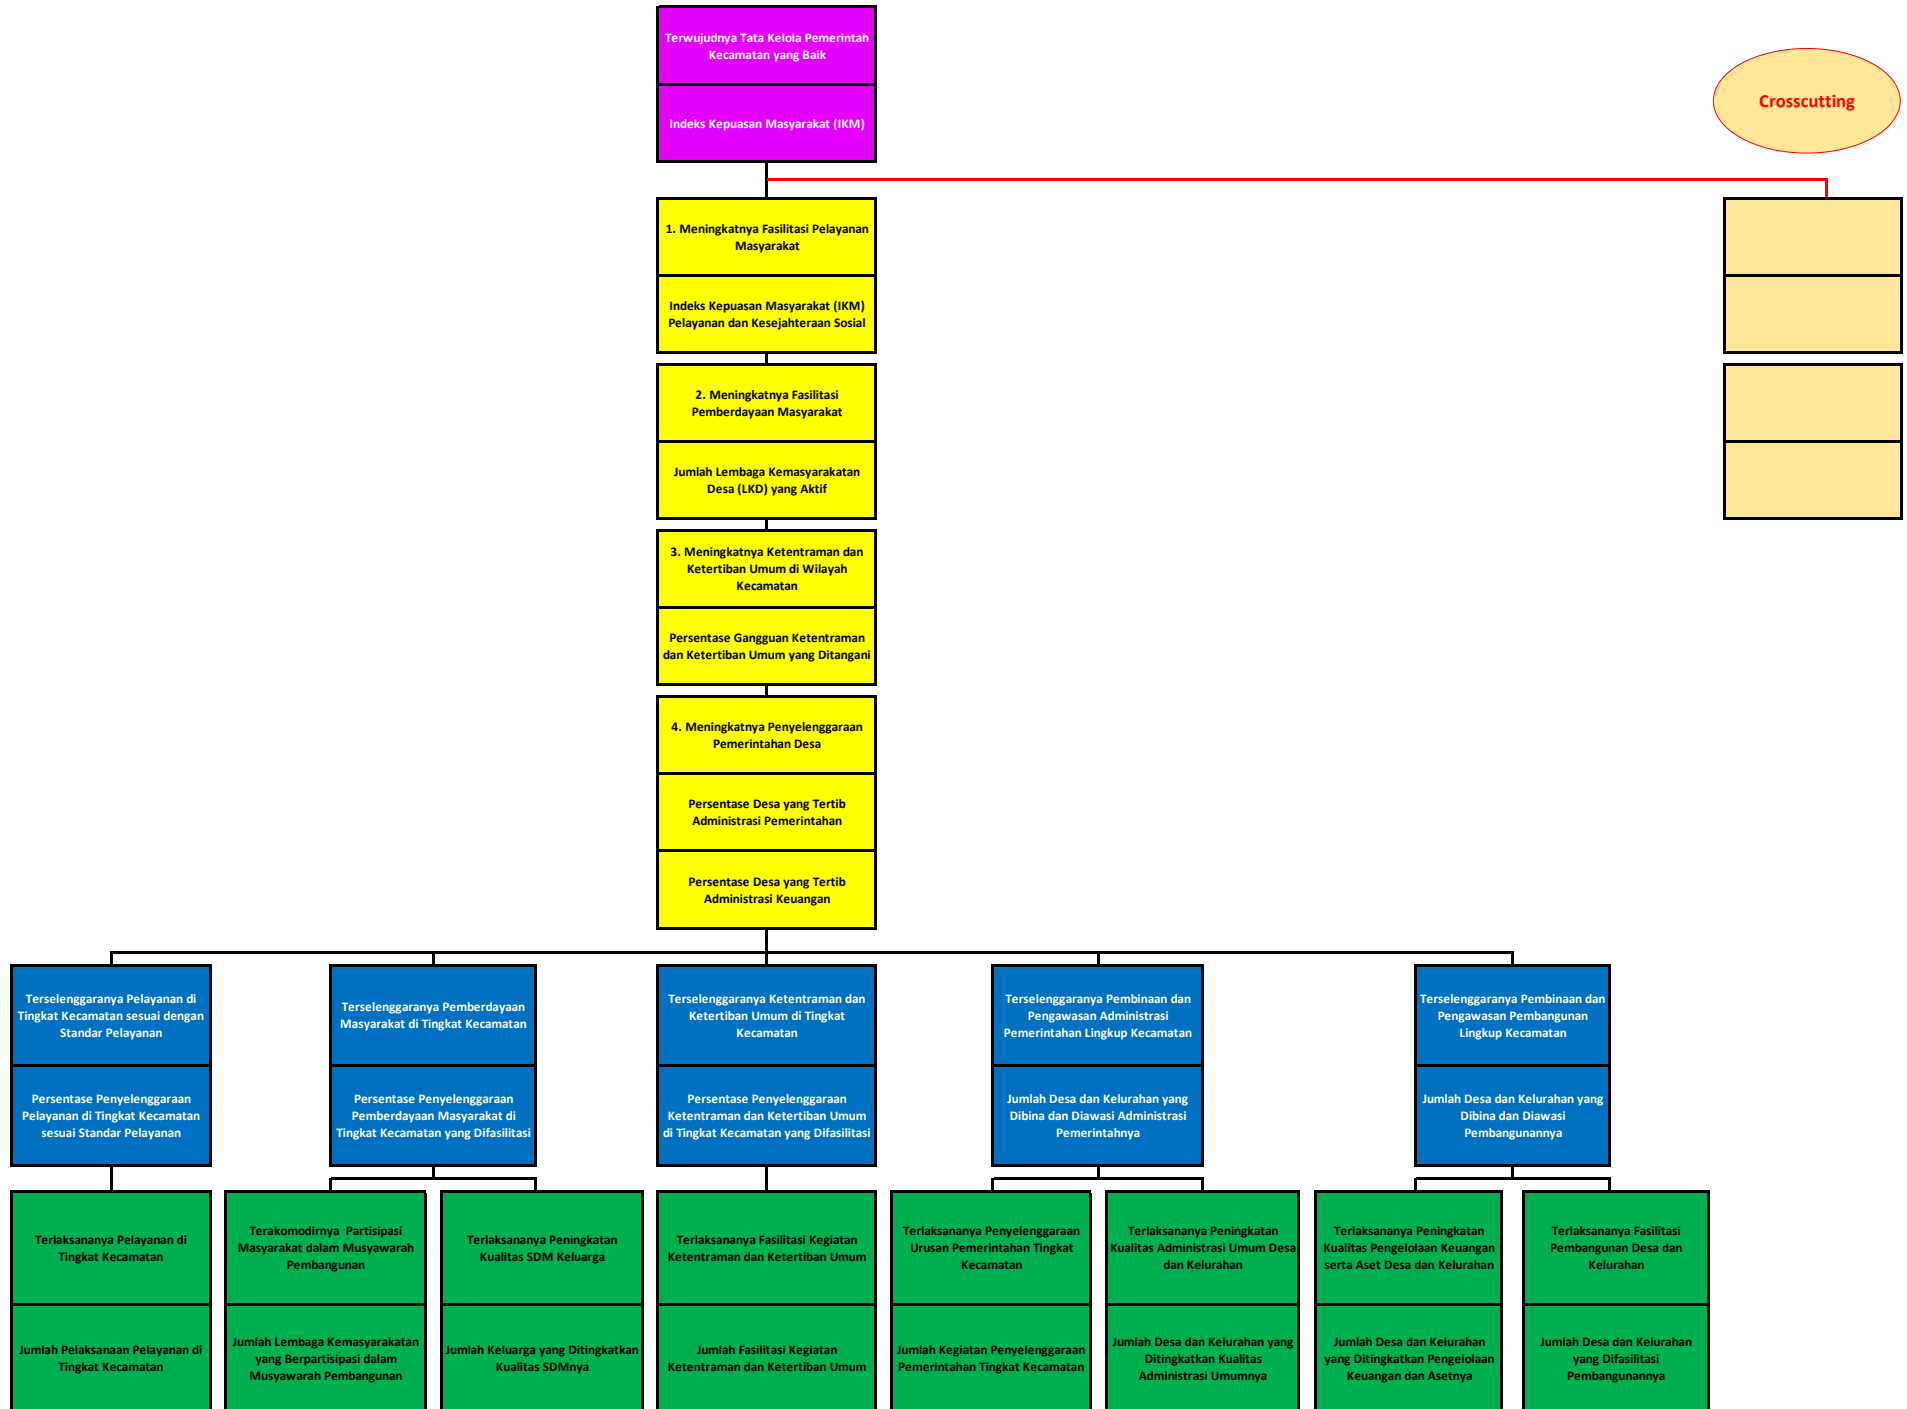 Terwujudnya Tata Kelola Pemerintah
Kecamatan yang Baik
Indeks Kepuasan Masyarakat (IKM)
Crosscutting
1. Meningkatnya Fasilitasi Pelayanan
Masyarakat
Indeks Kepuasan Masyarakat (IKM)
Pelayanan dan Kesejahteraan Sosial
2. Meningkatnya Fasilitasi
Pemberdayaan Masyarakat
Jumlah Lembaga Kemasyarakatan
Desa (LKD) yang Aktif
3. Meningkatnya Ketentraman dan
Ketertiban Umum di Wilayah
Kecamatan
Persentase Gangguan Ketentraman
dan Ketertiban Umum yang Ditangani
4. Meningkatnya Penyelenggaraan
Pemerintahan Desa
Persentase Desa yang Tertib
Administrasi Pemerintahan
Persentase Desa yang Tertib
Administrasi Keuangan
Terselenggaranya Pelayanan di
Tingkat Kecamatan sesuai dengan
Standar Pelayanan
Terselenggaranya Pemberdayaan
Masyarakat di Tingkat Kecamatan
Terselenggaranya Ketentraman dan
Ketertiban Umum di Tingkat
Kecamatan
Terselenggaranya Pembinaan dan
Pengawasan Administrasi
Pemerintahan Lingkup Kecamatan
Terselenggaranya Pembinaan dan
Pengawasan Pembangunan
Lingkup Kecamatan
Persentase Penyelenggaraan
Pelayanan di Tingkat Kecamatan
sesuai Standar Pelayanan
Persentase Penyelenggaraan
Pemberdayaan Masyarakat di
Tingkat Kecamatan yang Difasilitasi
Persentase Penyelenggaraan
Ketentraman dan Ketertiban Umum
di Tingkat Kecamatan yang Difasilitasi
Jumlah Desa dan Kelurahan yang
Dibina dan Diawasi Administrasi
Pemerintahnya
Jumlah Desa dan Kelurahan yang
Dibina dan Diawasi
Pembangunannya
Terlaksananya Pelayanan di
Tingkat Kecamatan
Terakomodirnya  Partisipasi
Masyarakat dalam Musyawarah
Pembangunan
Terlaksananya Peningkatan
Kualitas SDM Keluarga
Terlaksananya Fasilitasi Kegiatan
Ketentraman dan Ketertiban Umum
Terlaksananya Penyelenggaraan
Urusan Pemerintahan Tingkat
Kecamatan
Terlaksananya Peningkatan
Kualitas Administrasi Umum Desa
dan Kelurahan
Terlaksananya Peningkatan
Kualitas Pengelolaan Keuangan
serta Aset Desa dan Kelurahan
Terlaksananya Fasilitasi
Pembangunan Desa dan
Kelurahan
Jumlah Pelaksanaan Pelayanan di
Tingkat Kecamatan
Jumlah Lembaga Kemasyarakatan
yang Berpartisipasi dalam
Musyawarah Pembangunan
Jumlah Keluarga yang Ditingkatkan
Kualitas SDMnya
Jumlah Fasilitasi Kegiatan
Ketentraman dan Ketertiban Umum
Jumlah Kegiatan Penyelenggaraan
Pemerintahan Tingkat Kecamatan
Jumlah Desa dan Kelurahan yang
Ditingkatkan Kualitas
Administrasi Umumnya
Jumlah Desa dan Kelurahan
yang Ditingkatkan Pengelolaan
Keuangan dan Asetnya
Jumlah Desa dan Kelurahan
yang Difasilitasi
Pembangunannya